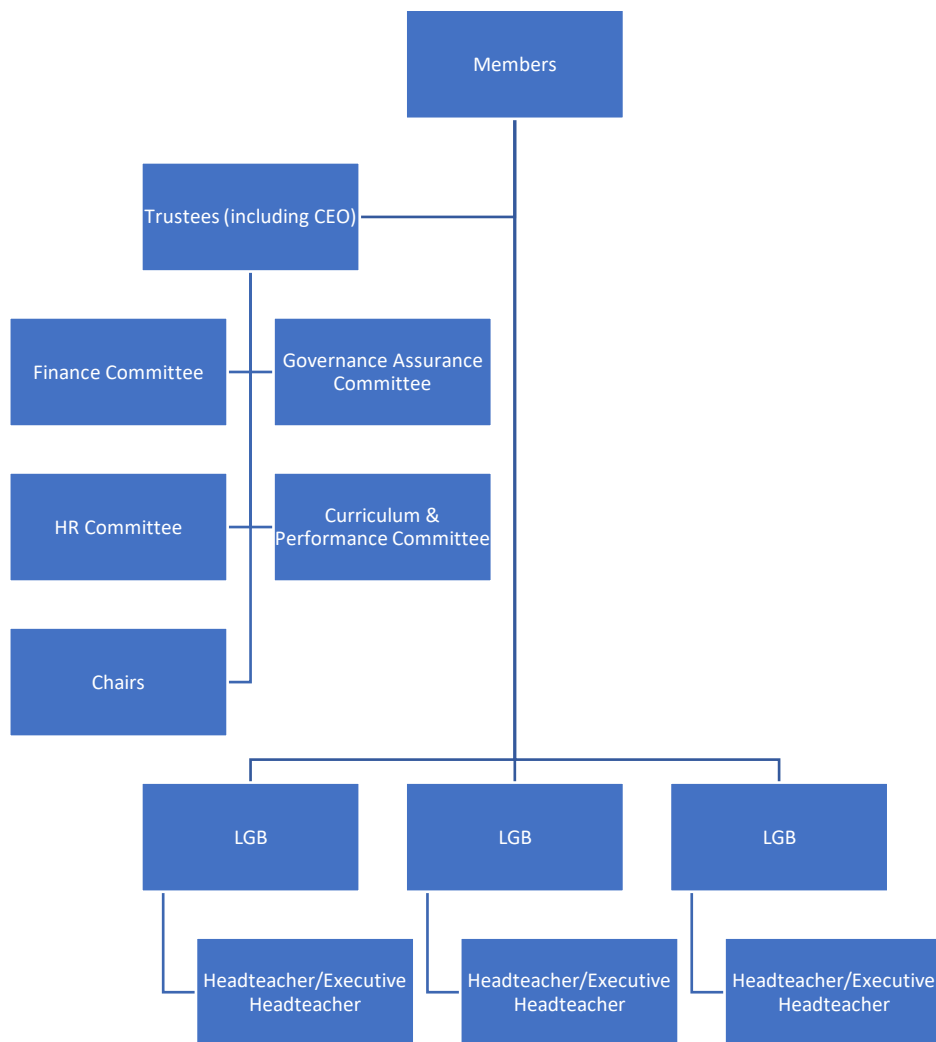 Members
Trustees (including CEO)
Finance Committee
Governance Assurance
Committee
HR Committee
Curriculum &
Performance Committee
Chairs
LGB
LGB
LGB
Headteacher/Executive
Headteacher
Headteacher/Executive
Headteacher
Headteacher/Executive
Headteacher